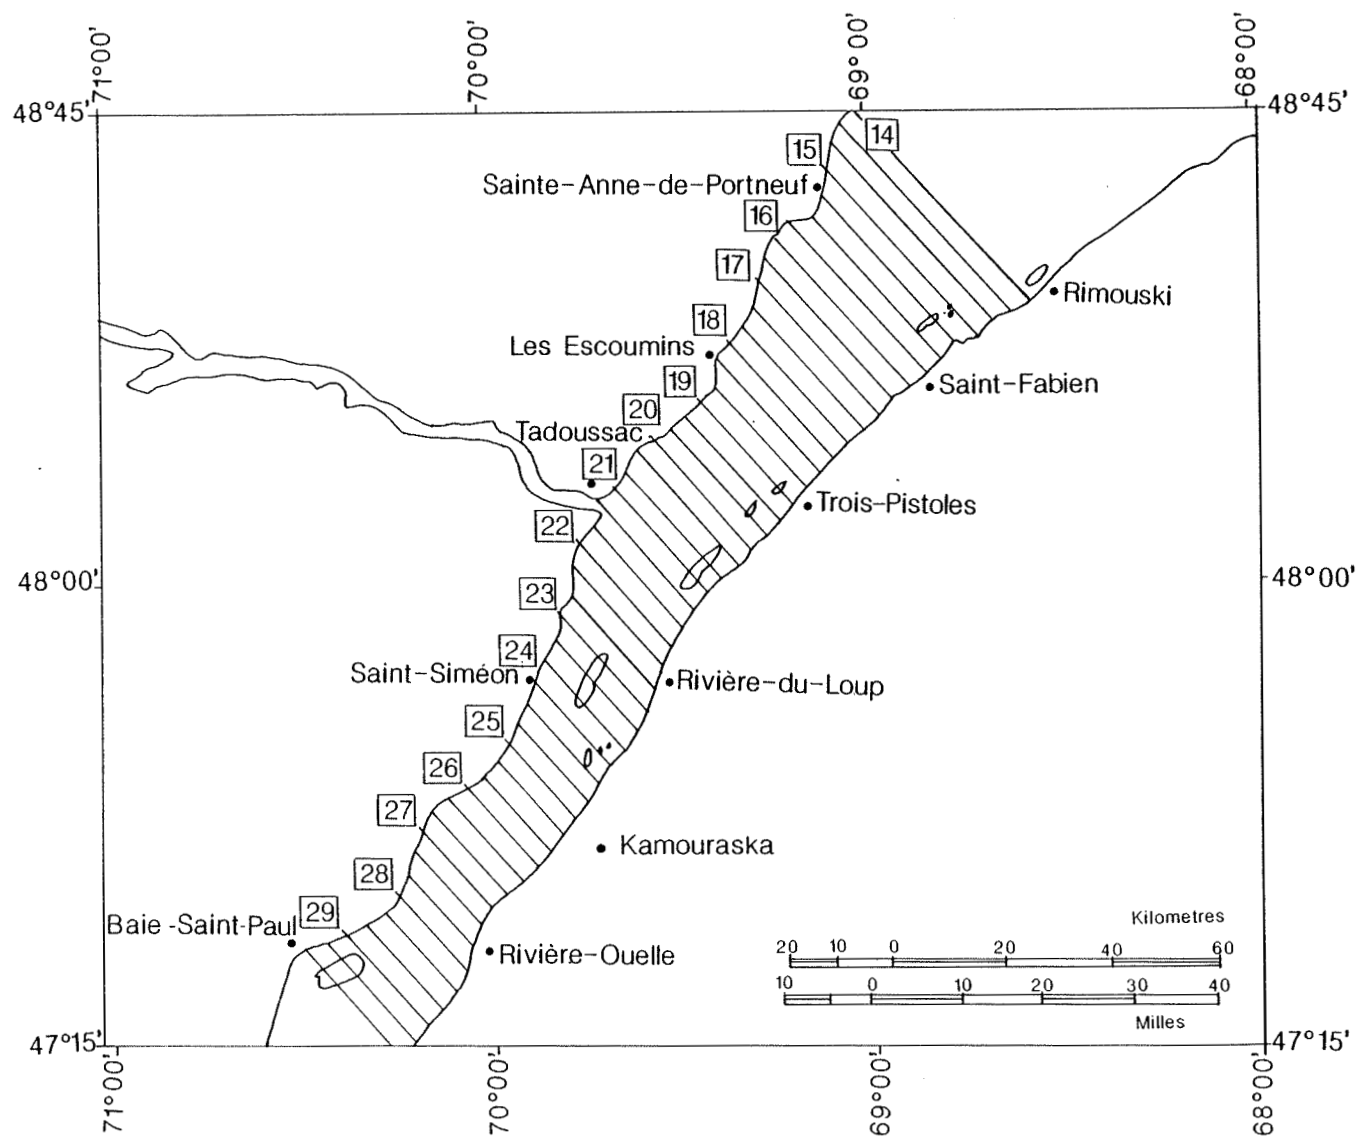 71°00'
70°00'
69°00'
68°00'
48°45'
48°45'
14
15
Sainte-Anne-de-Portneuf
16
17
Rimouski
18
Les Escoumins
19
Saint-Fabien
20
Tadoussac
21
Trois-Pistoles
22
48°00'
48°00'
23
24
Saint-Siméon
Rivière-du-Loup
25
26
27
Kamouraska
28
29
Baie-Saint-Paul
Rivière-Ouelle
Kilometres
20 10 0 20 40 60
10 0 10 20 30 40
Milles
47°15'
47°15'
71°00'
70°00'
69°00'
68°00'